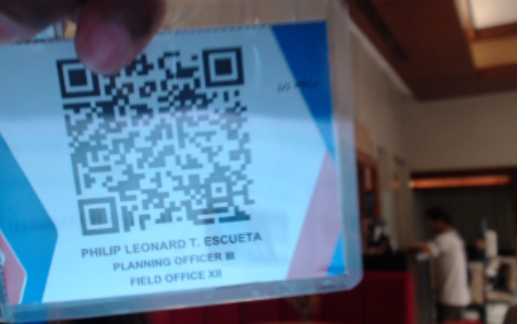 PHILIP LEONARD T. ESCUETA
PLANNING OFFICER III
FIELD OFFICE XII